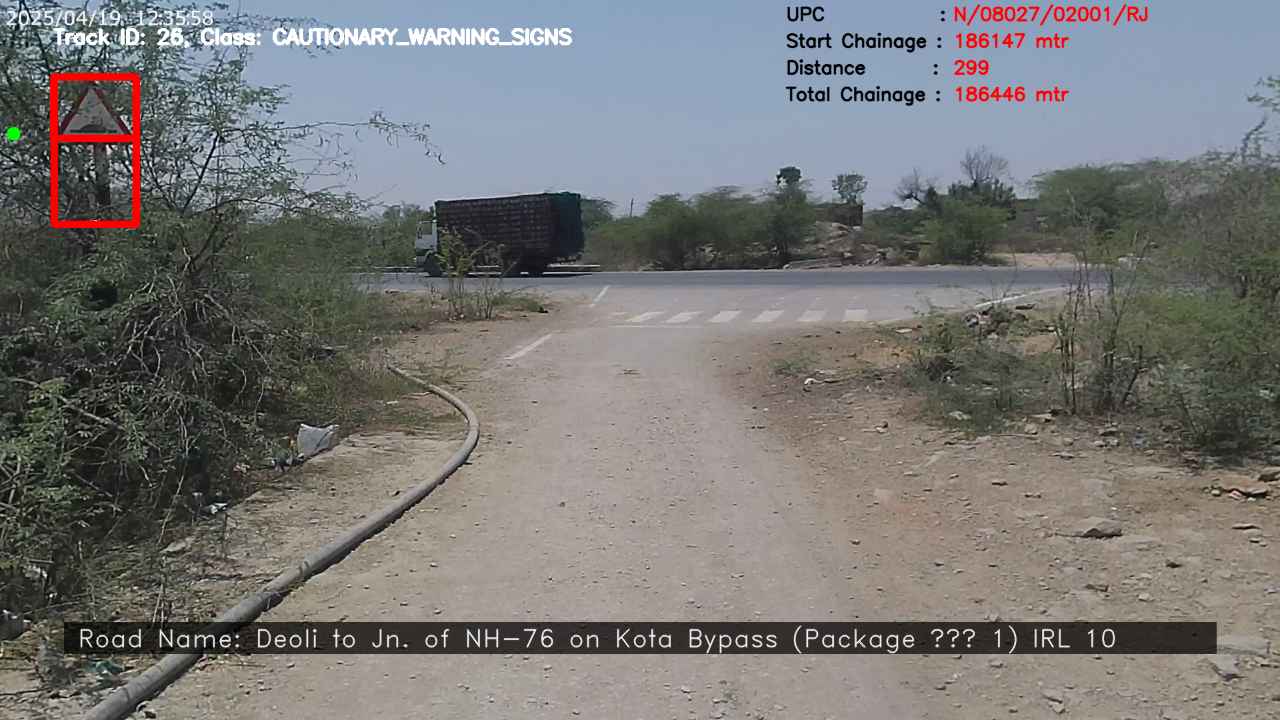 2025/04/19, 12:35:58
Track ID: 26, Class: CAUTIONARY_WARNING_SIGNS
UPC : N/08027/02001/RJ
Start Chainage : 186147 mtr
Distance : 299
Total Chainage : 186446 mtr
Road Name: Deoli to Jn. of NH-76 on Kota Bypass (Package ??? 1) IRL 10